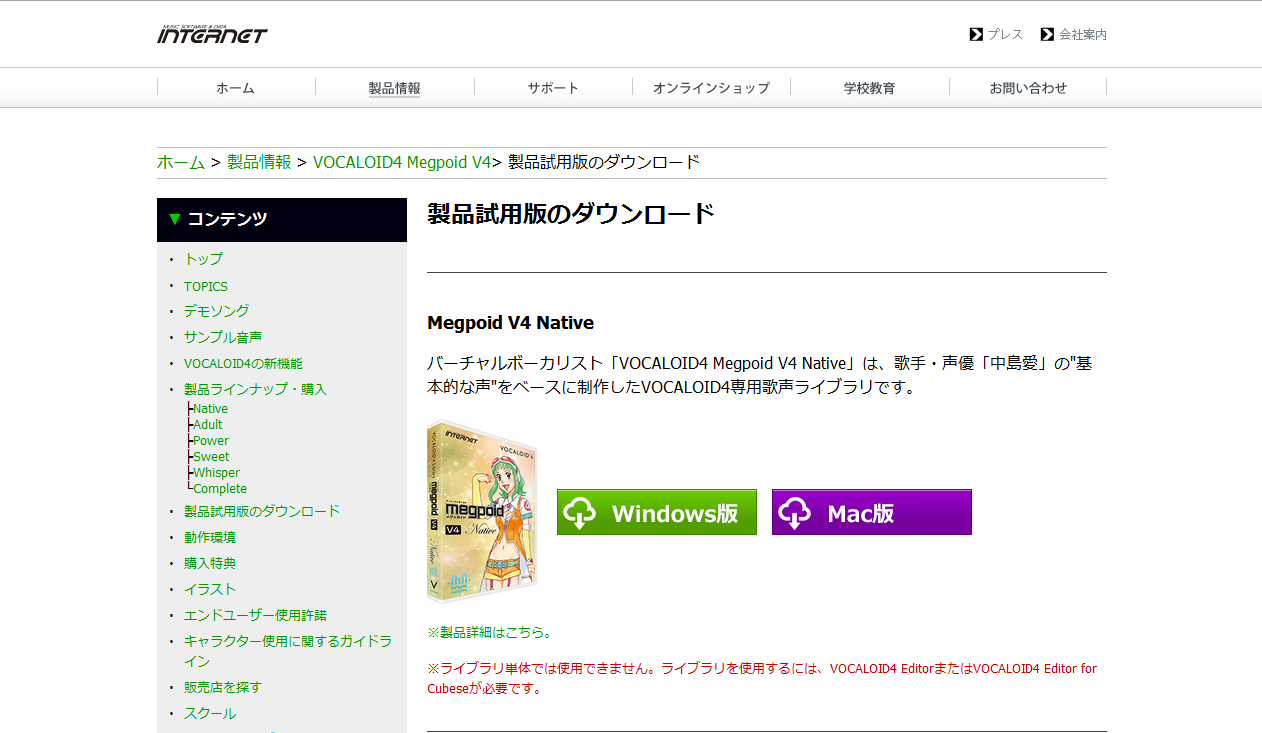 MUSIC SOFTWARE & DATA
INTERNET
プレス
会社案内
ホーム
製品情報
サポート
オンラインショップ
学校教育
お問い合わせ
ホーム > 製品情報 > VOCALOID4 Megpoid V4> 製品試用版のダウンロード
▼ コンテンツ
・ トップ
・ TOPICS
・ デモソング
・ サンプル音声
・ VOCALOID4の新機能
・ 製品ラインナップ・購入
┣Native
┣Adult
┣Power
┣Sweet
┣Whisper
┗Complete
・ 製品試用版のダウンロード
・ 動作環境
・ 購入特典
・ イラスト
・ エンドユーザー使用許諾
・ キャラクター使用に関するガイドラ
イン
・ 販売店を探す
・ スクール
製品試用版のダウンロード
Megpoid V4 Native
バーチャルボーカリスト「VOCALOID4 Megpoid V4 Native」は、歌手・声優「中島愛」の"基
本的な声"をベースに制作したVOCALOID4専用歌声ライブラリです。
INTERNET
VOCALOID4
megpoid
V4 Native
Windows版
Mac版
※製品詳細はこちら。
※ライブラリ単体では使用できません。ライブラリを使用するには、VOCALOID4 EditorまたはVOCALOID4 Editor for
Cubeseが必要です。